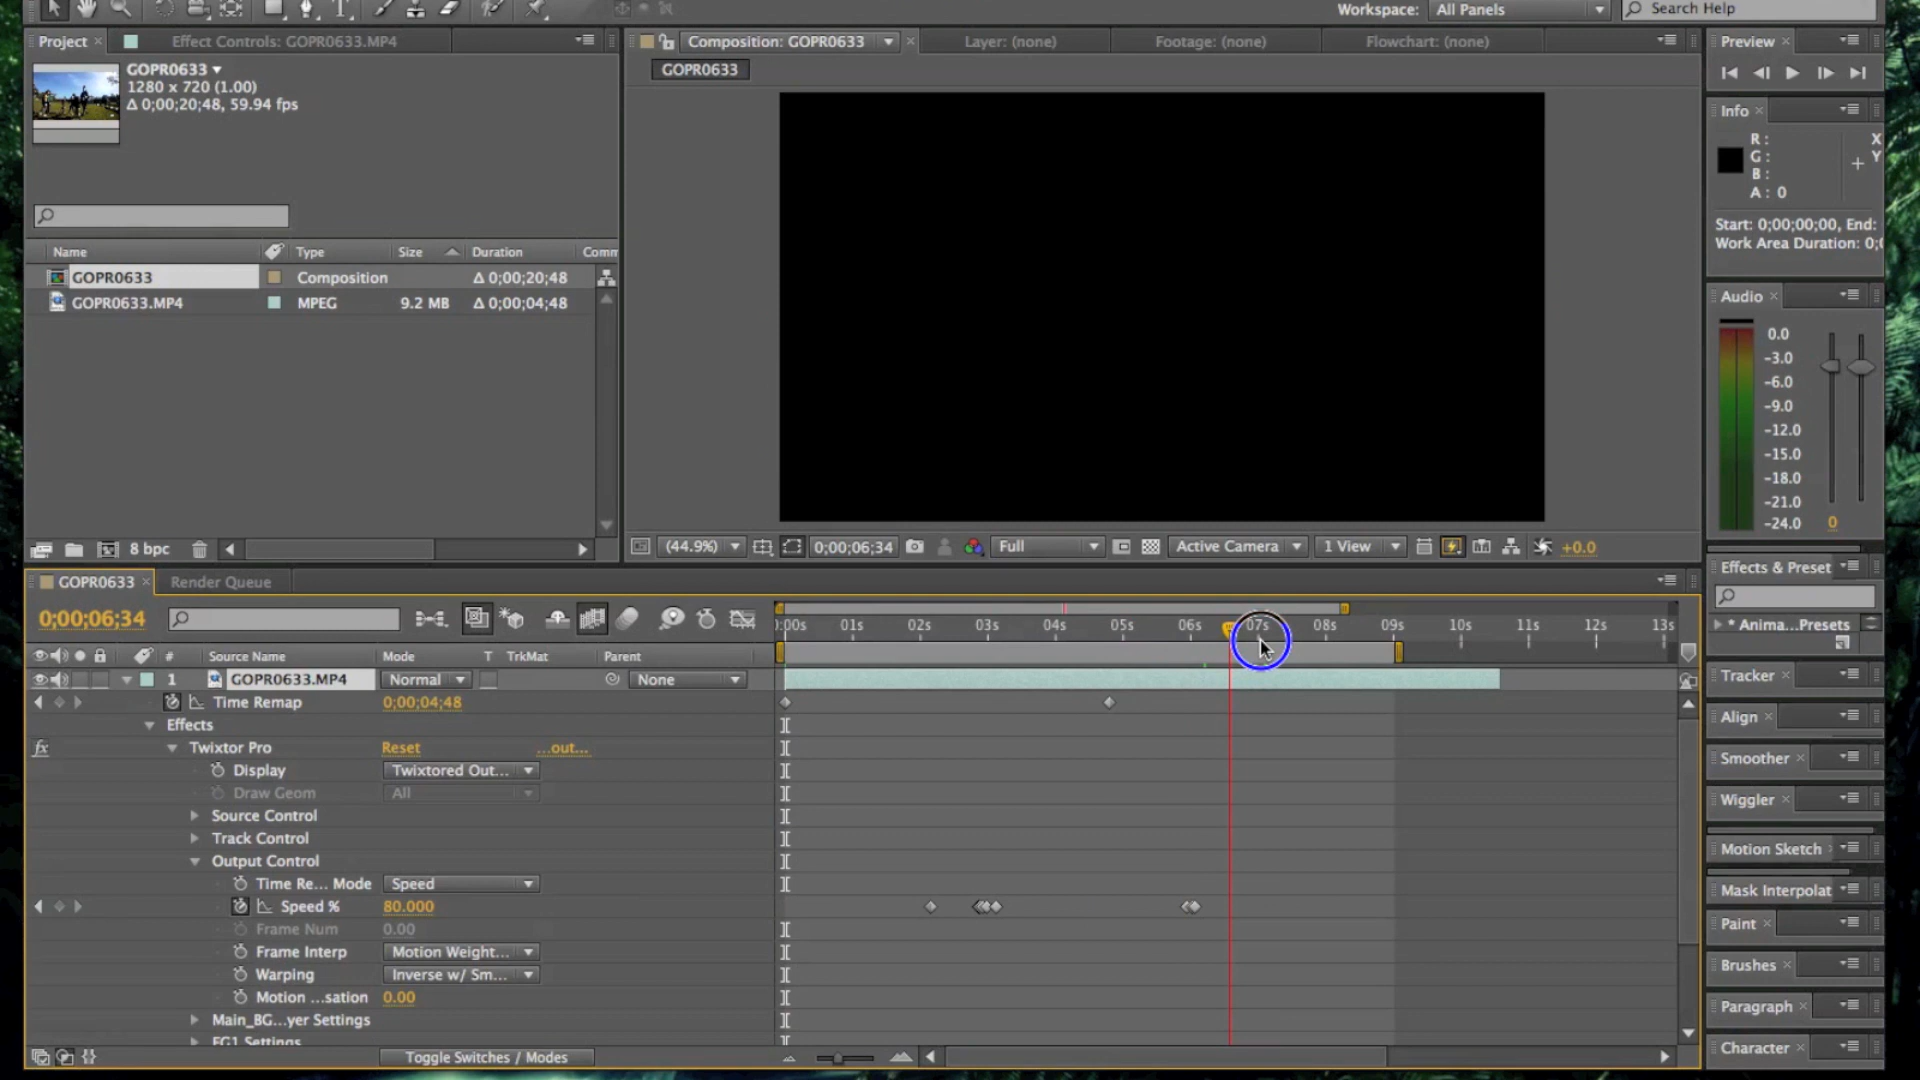 Workspace: All Panels Search Help
Project × Effect Controls: GOPR0633.MP4
Composition: GOPR0633 × Layer: (none) Footage: (none) Flowchart: (none)
Preview ×
GOPR0633
GOPR0633
1280 x 720 (1.00)
Δ 0;00;20;48, 59.94 fps
Info ×
R :
G :
B :
A : 0
X
Y
Start: 0;00;00;00, End:
Work Area Duration: 0;
Name Type Size Duration Comm
GOPR0633 Composition Δ 0;00;20;48
GOPR0633.MP4 MPEG 9.2 MB Δ 0;00;04;48
Audio ×
0.0
-3.0
-6.0
-9.0
-12.0
-15.0
-18.0
-21.0
-24.0 0
8 bpc
(44.9%) 0;00;06;34 Full Active Camera 1 View +0.0
Effects & Preset
* Anima...Presets
Tracker ×
Align ×
Smoother ×
Wiggler ×
Motion Sketch
Mask Interpolat
Paint ×
Brushes ×
Paragraph ×
Character ×
GOPR0633 × Render Queue
0;00;06;34
):00s 01s 02s 03s 04s 05s 06s 07s 08s 09s 10s 11s 12s 13s
# Source Name Mode T TrkMat Parent
1 GOPR0633.MP4 Normal None
Time Remap 0;00;04;48
Effects
fx Twixtor Pro Reset ...out...
Display Twixtored Out...
Draw Geom All
Source Control
Track Control
Output Control
Time Re... Mode Speed
Speed % 80.000
Frame Num 0.00
Frame Interp Motion Weight...
Warping Inverse w/ Sm...
Motion ...sation 0.00
Main_BG...yer Settings
FG1 Settings
Toggle Switches / Modes